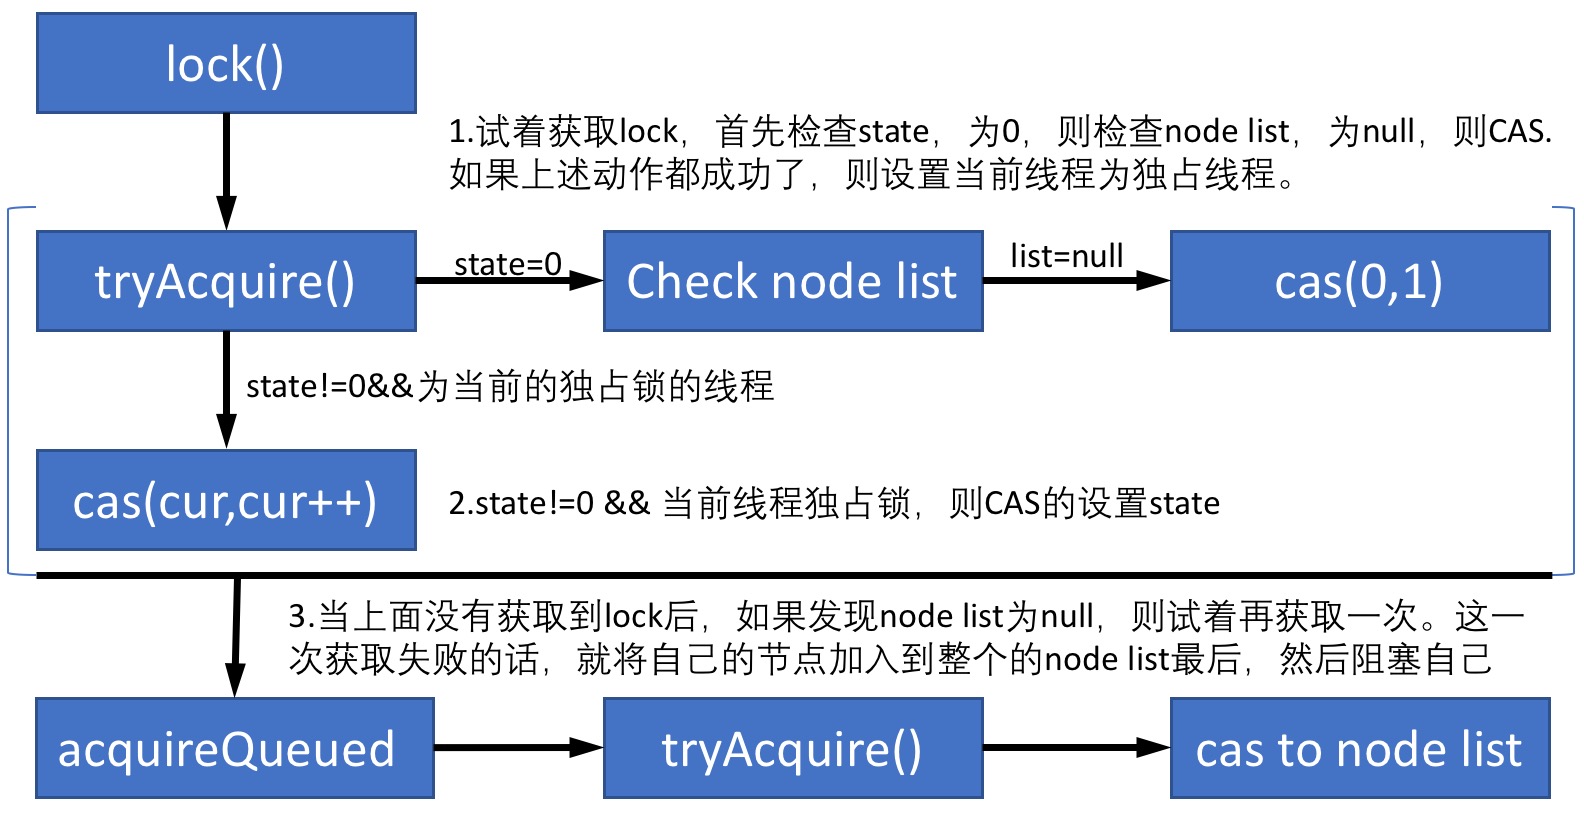 lock()
1.试着获取lock，首先检查state，为0，则检查node list，为null，则CAS.
如果上述动作都成功了，则设置当前线程为独占线程。
tryAcquire()
state=0
Check node list
list=null
cas(0,1)
state!=0&&为当前的独占锁的线程
cas(cur,cur++)
2.state!=0 && 当前线程独占锁，则CAS的设置state
3.当上面没有获取到lock后，如果发现node list为null，则试着再获取一次。这一
次获取失败的话，就将自己的节点加入到整个的node list最后，然后阻塞自己
acquireQueued
tryAcquire()
cas to node list